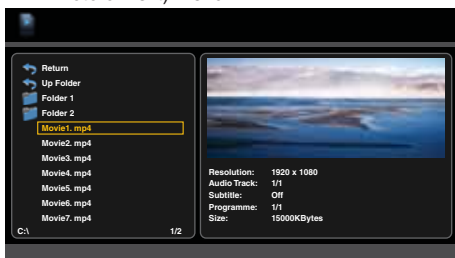 Return
Up Folder
Folder 1
Folder 2
Movie1. mp4
Movie2. mp4
Movie3. mp4
Movie4. mp4
Movie5. mp4
Movie6. mp4
Movie7. mp4
C:\ 1/2
Resolution: 1920 x 1080
Audio Track: 1/1
Subtitle: Off
Programme: 1/1
Size: 15000KBytes